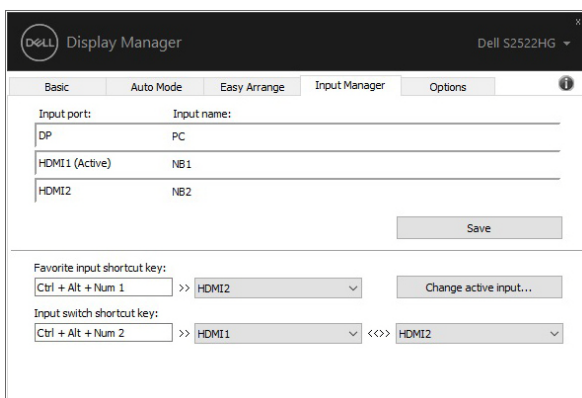 DELL Display Manager Dell S2522HG
x
Basic Auto Mode Easy Arrange Input Manager Options i
Input port: Input name:
DP PC
HDMI1 (Active) NB1
HDMI2 NB2
Save
Favorite input shortcut key:
Ctrl + Alt + Num 1 >> HDMI2 Change active input...
Input switch shortcut key:
Ctrl + Alt + Num 2 >> HDMI1 <<>> HDMI2